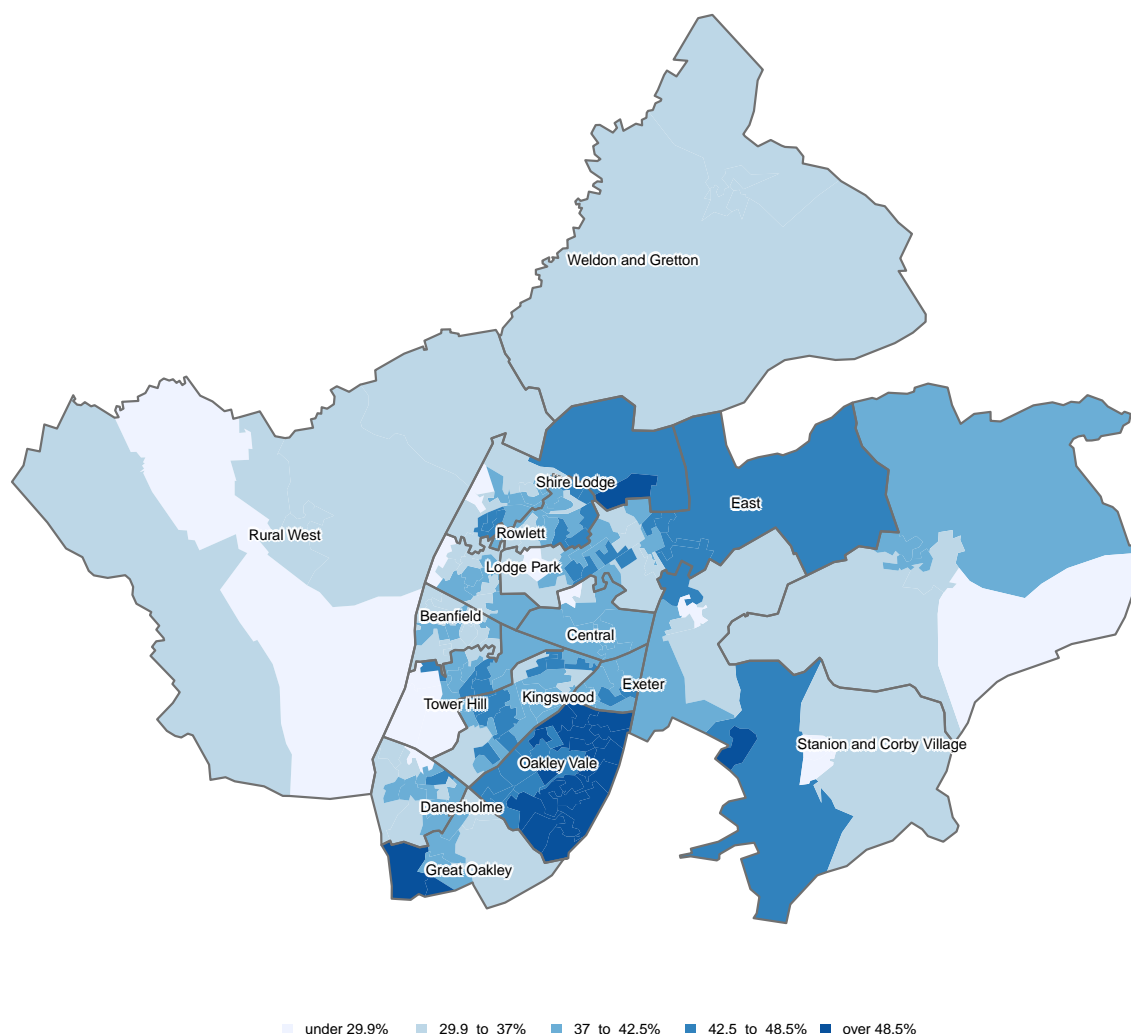 Weldon and Gretton
Shire Lodge
East
Rural West
Rowlett
Lodge Park
Beanfield
Central
Exeter
Tower Hill
Kingswood
Stanion and Corby Village
Oakley Vale
Danesholme
Great Oakley
under 29.9%
29.9 to 37%
37 to 42.5%
42.5 to 48.5%
over 48.5%